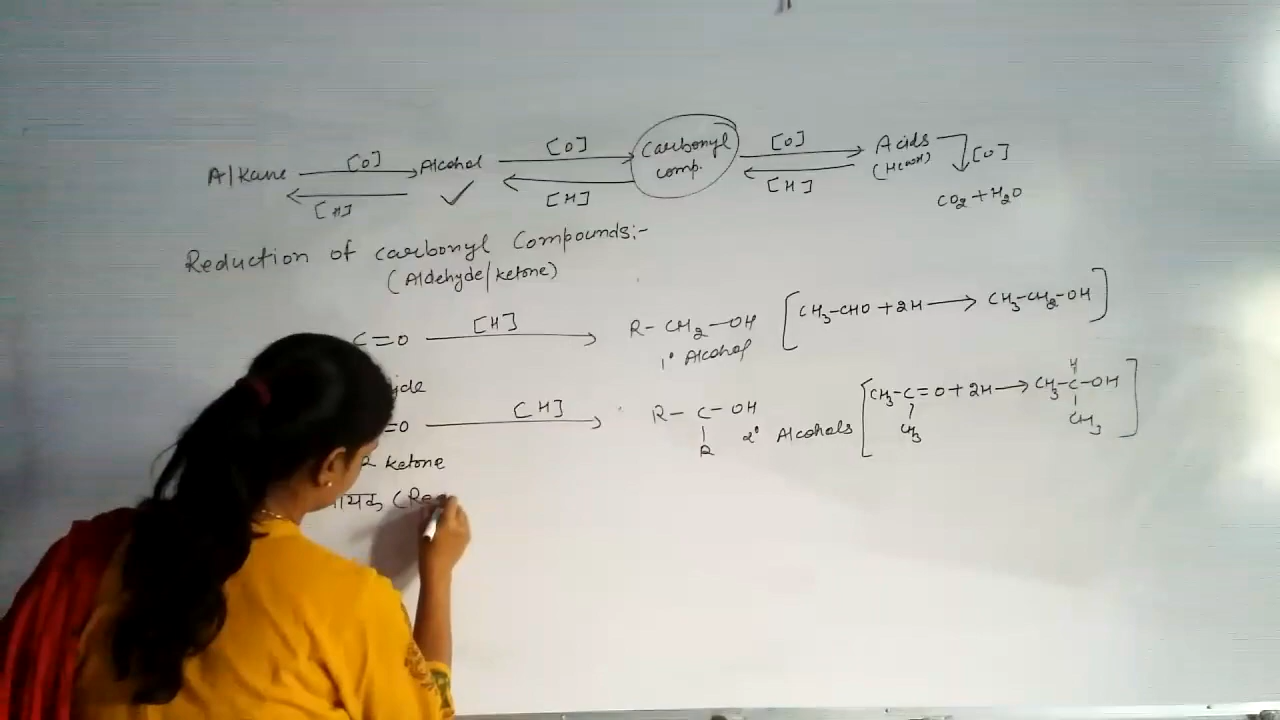 Alkane [O] Alcohol [O] Carbonyl comp. [O] Acids (HCOOH) [O]
[H] ✓ [H] [H] CO2 + H2O
Reduction of carbonyl Compounds:-
(Aldehyde/ketone)
C=O [H] R-CH2-OH [CH3-CHO + 2H → CH3-CH2-OH]
1° Alcohol
=O [H] R-C-OH [CH3-C=O + 2H → CH3-C-OH]
H
R CH3 CH3
2° Alcohols
ketone